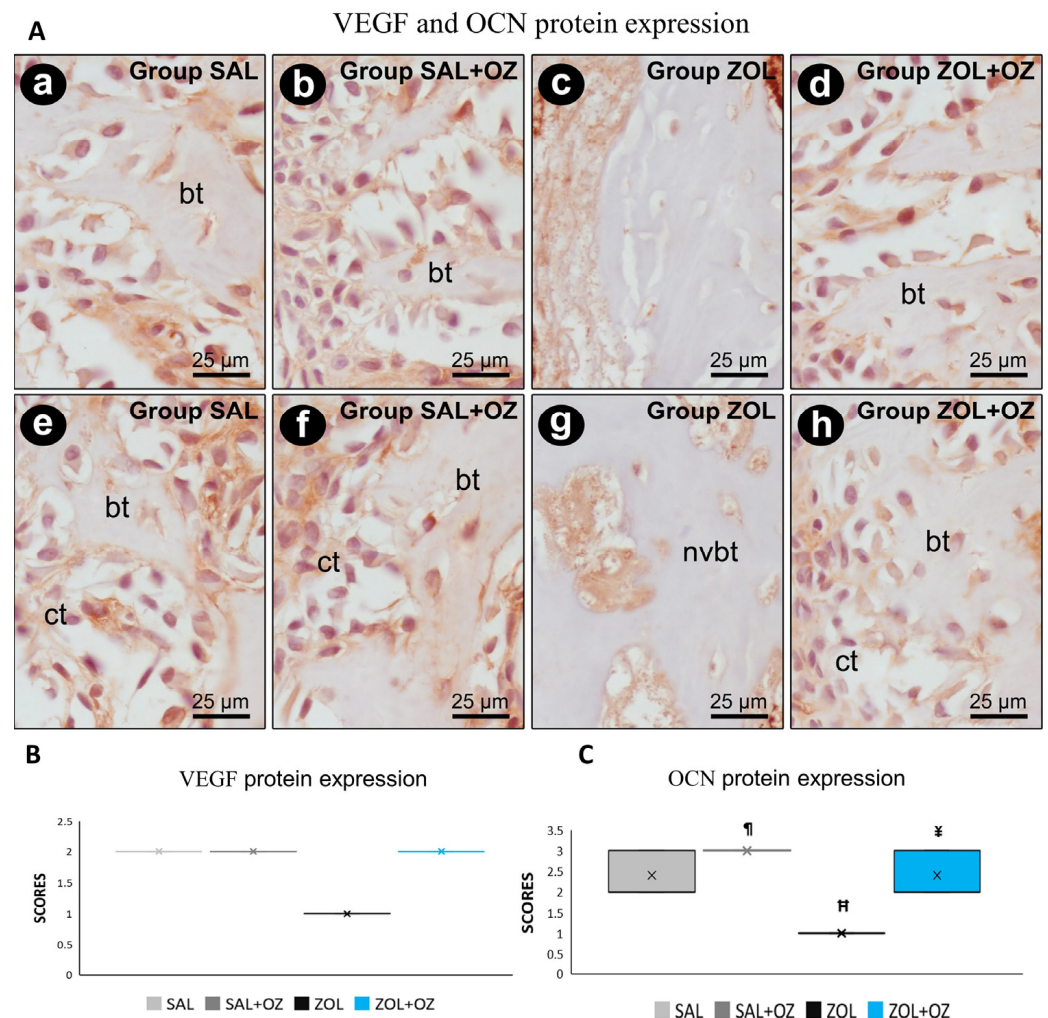 VEGF and OCN protein expression
A
a Group SAL
b Group SAL+OZ
c Group ZOL
d Group ZOL+OZ
bt
bt
bt
25 µm
25 µm
25 µm
25 µm
e Group SAL
f Group SAL+OZ
g Group ZOL
h Group ZOL+OZ
bt
ct
bt
ct
nvbt
bt
ct
25 µm
25 µm
25 µm
25 µm
B
VEGF protein expression
SCORES
2.5
2
1.5
1
0.5
0
SAL SAL+OZ ZOL ZOL+OZ
C
OCN protein expression
SCORES
3.5
3
2.5
2
1.5
1
0.5
0
¶
Ħ
¥
SAL SAL+OZ ZOL ZOL+OZ